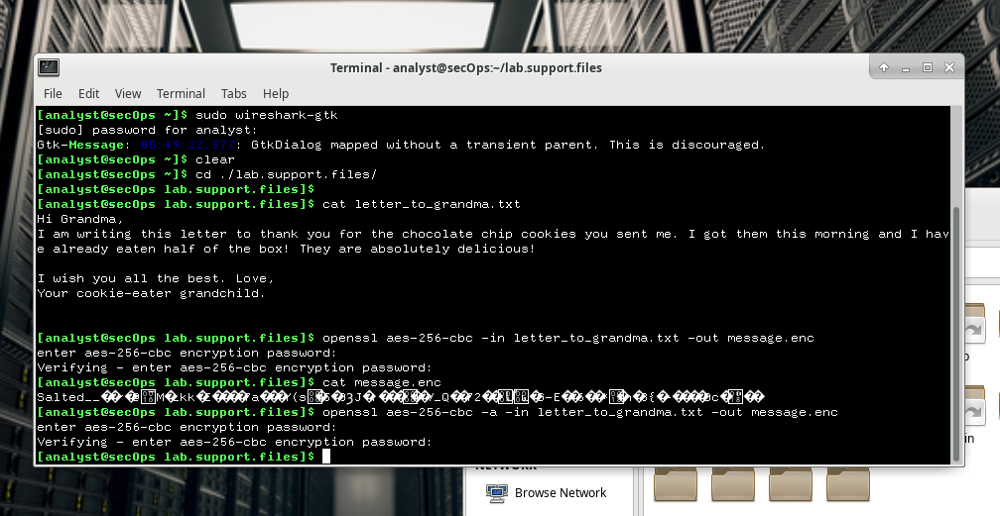 Terminal - analyst@secOps:~/lab.support.files
File Edit View Terminal Tabs Help
[analyst@secOps ~]$ sudo wireshark-gtk
[sudo] password for analyst:
Gtk-Message: : GtkDialog mapped without a transient parent. This is discouraged.
[analyst@secOps ~]$ clear
[analyst@secOps ~]$ cd ./lab.support.files/
[analyst@secOps lab.support.files]$
[analyst@secOps lab.support.files]$ cat letter_to_grandma.txt
Hi Grandma,
I am writing this letter to thank you for the chocolate chip cookies you sent me. I got them this morning and I hav
e already eaten half of the box! They are absolutely delicious!
I wish you all the best. Love,
Your cookie-eater grandchild.
[analyst@secOps lab.support.files]$ openssl aes-256-cbc -in letter_to_grandma.txt -out message.enc
enter aes-256-cbc encryption password:
Verifying - enter aes-256-cbc encryption password:
[analyst@secOps lab.support.files]$ cat message.enc
Salted__
[analyst@secOps lab.support.files]$ openssl aes-256-cbc -a -in letter_to_grandma.txt -out message.enc
enter aes-256-cbc encryption password:
Verifying - enter aes-256-cbc encryption password:
[analyst@secOps lab.support.files]$
NETWORK
Browse Network